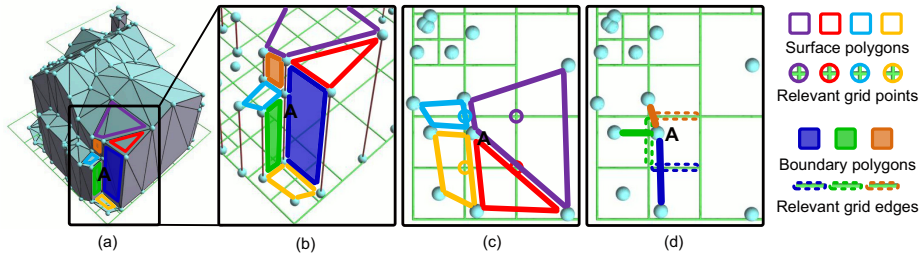 A
A
A
A
Surface polygons
Relevant grid points
Boundary polygons
Relevant grid edges
(a)
(b)
(c)
(d)